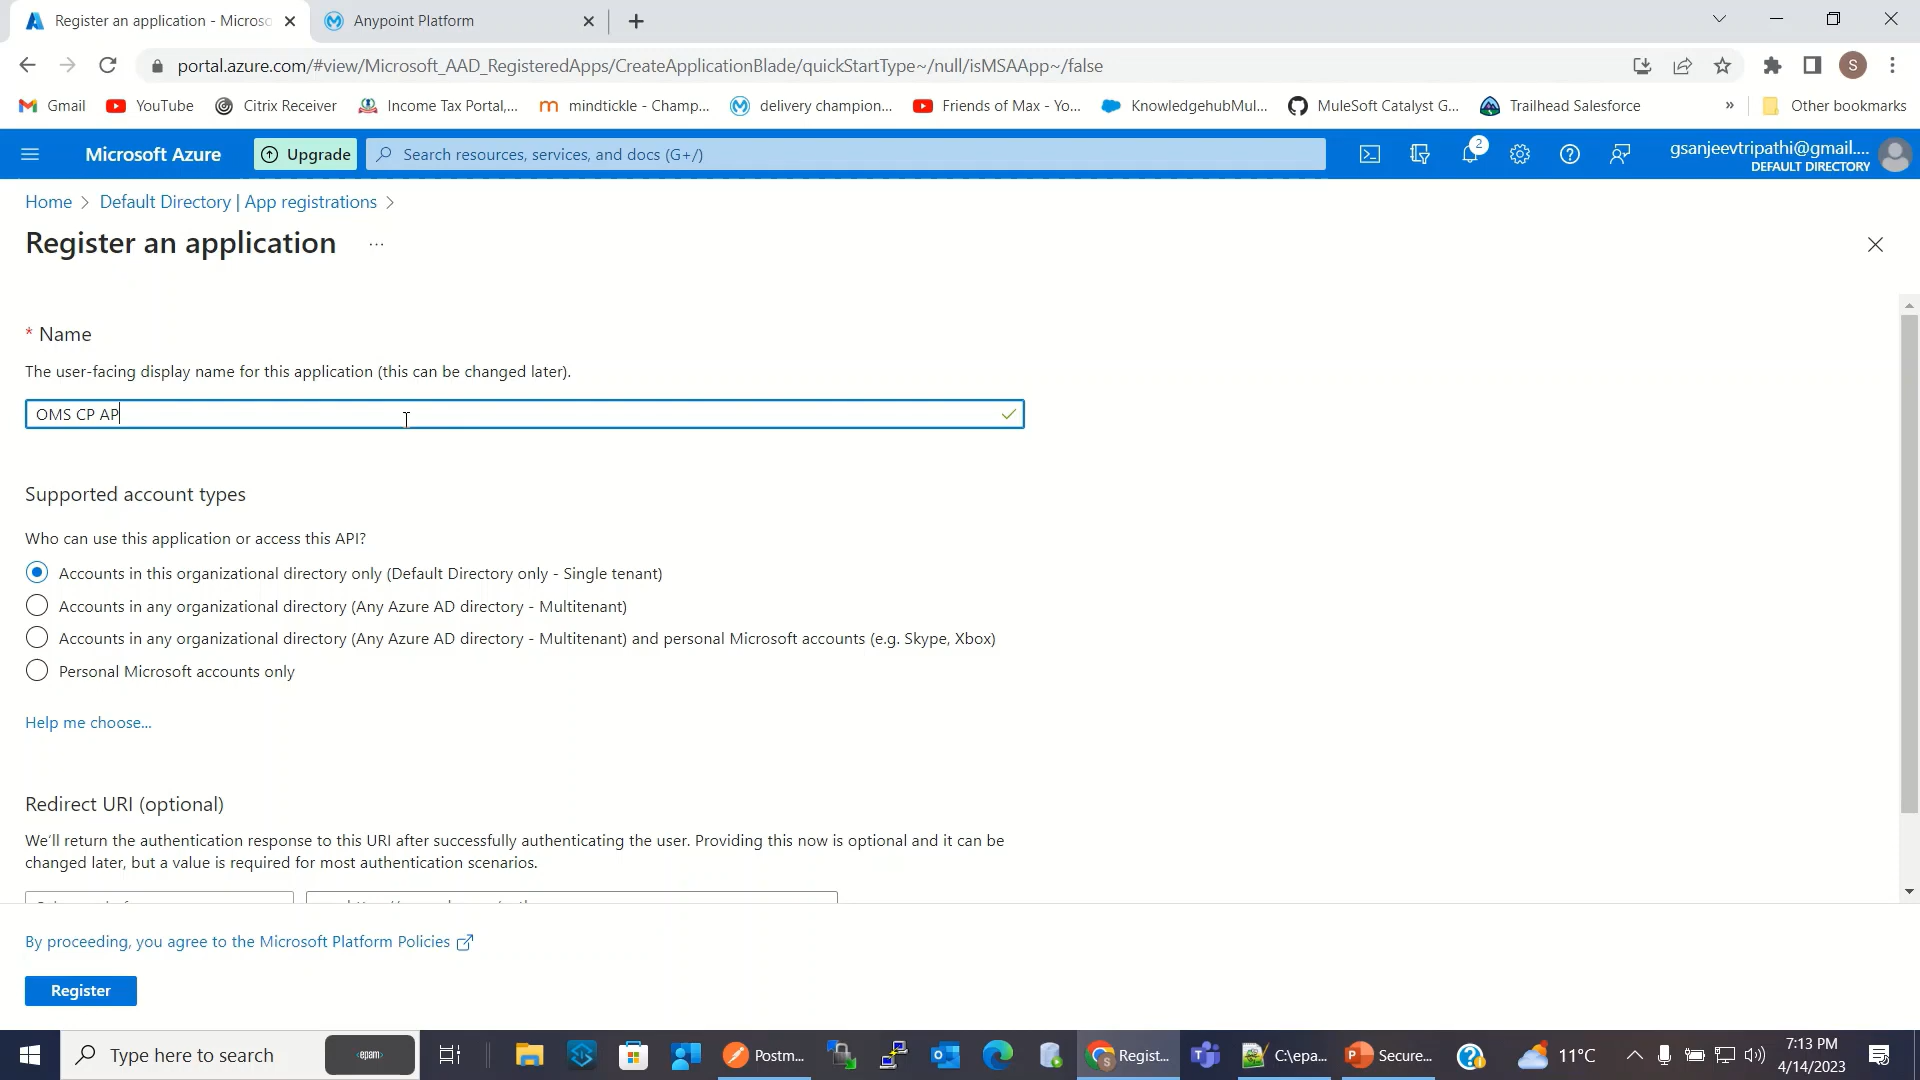 Register an application - Micros
Anypoint Platform
portal.azure.com/#view/Microsoft_AAD_RegisteredApps/CreateApplicationBlade/quickStartType~/null/isMSAApp~/false
S
Gmail
YouTube
Citrix Receiver
Income Tax Portal,...
mindtickle - Champ...
delivery champion...
Friends of Max - Yo...
KnowledgehubMul...
MuleSoft Catalyst G...
Trailhead Salesforce
»
Other bookmarks
Microsoft Azure
Upgrade
Search resources, services, and docs (G+/)
2
gsanjeevtripathi@gmail....
DEFAULT DIRECTORY
Home > Default Directory | App registrations >
Register an application ...
* Name
The user-facing display name for this application (this can be changed later).
OMS CP AP
Supported account types
Who can use this application or access this API?
Accounts in this organizational directory only (Default Directory only - Single tenant)
Accounts in any organizational directory (Any Azure AD directory - Multitenant)
Accounts in any organizational directory (Any Azure AD directory - Multitenant) and personal Microsoft accounts (e.g. Skype, Xbox)
Personal Microsoft accounts only
Help me choose...
Redirect URI (optional)
We'll return the authentication response to this URI after successfully authenticating the user. Providing this now is optional and it can be
changed later, but a value is required for most authentication scenarios.
By proceeding, you agree to the Microsoft Platform Policies
Register
Type here to search
‹epam›
Postm...
Regist...
C:\epa...
Secure...
11°C
7:13 PM
4/14/2023